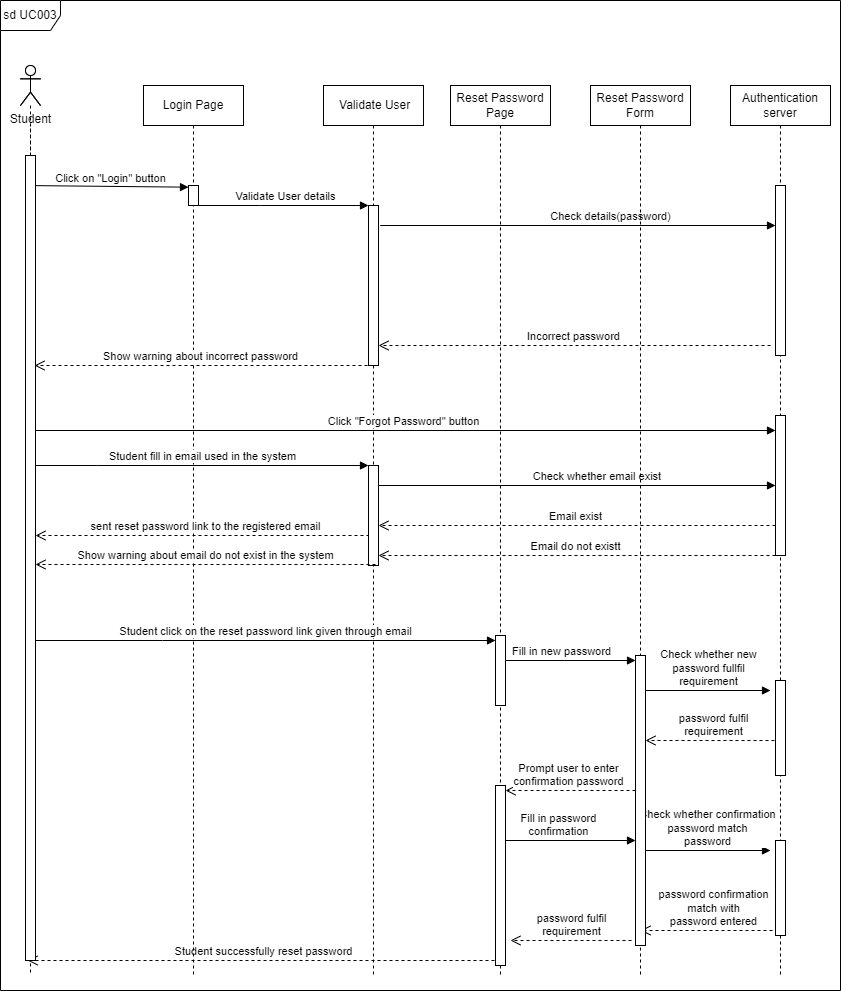 sd UC003
Student
Login Page
Validate User
Reset Password
Page
Reset Password
Form
Authentication
server
Click on "Login" button
Validate User details
Check details(password)
Incorrect password
Show warning about incorrect password
Click "Forgot Password" button
Student fill in email used in the system
Check whether email exist
Email exist
sent reset password link to the registered email
Email do not existt
Show warning about email do not exist in the system
Student click on the reset password link given through email
Fill in new password
Check whether new
password fullfil
requirement
password fulfil
requirement
Prompt user to enter
confirmation password
Fill in password
confirmation
heck whether confirmation
password match
password
password confirmation
match with
password entered
password fulfil
requirement
Student successfully reset password